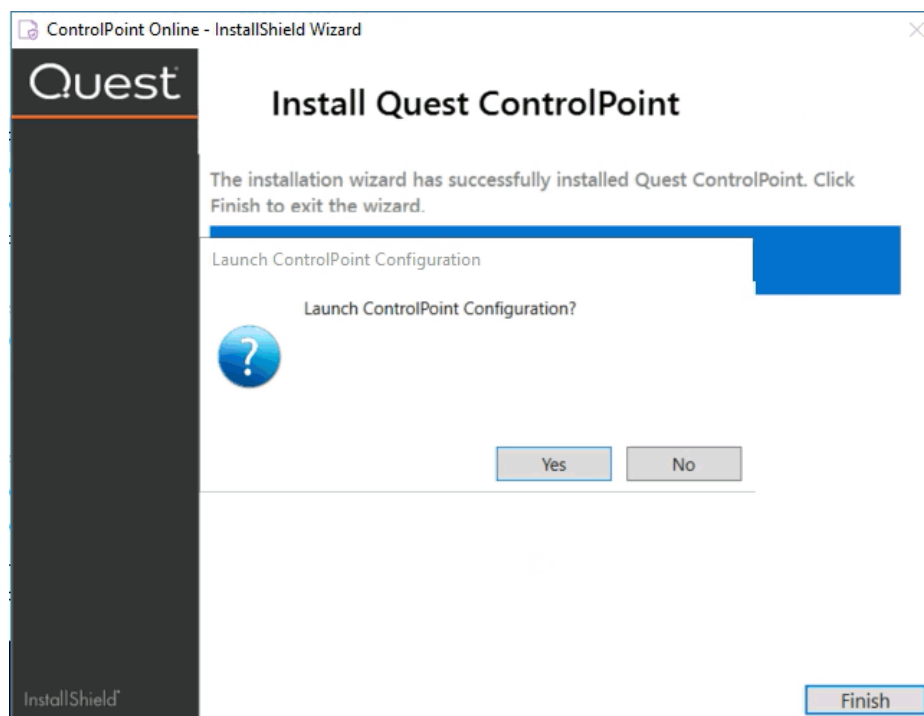 ControlPoint Online - InstallShield Wizard
Quest
Install Quest ControlPoint
The installation wizard has successfully installed Quest ControlPoint. Click
Finish to exit the wizard.
Launch ControlPoint Configuration
Launch ControlPoint Configuration?
?
Yes No
InstallShield
Finish